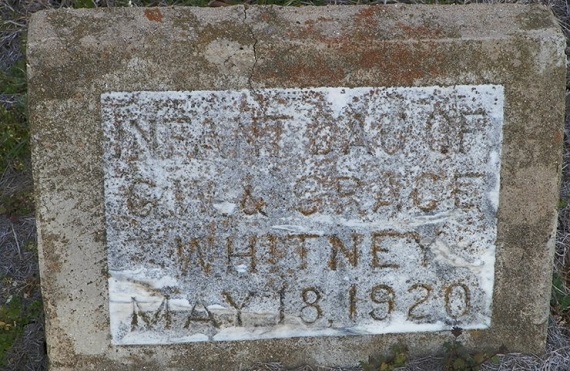 INFANT DAU. OF
& GRACE
WHITNEY
MAY 18, 1920